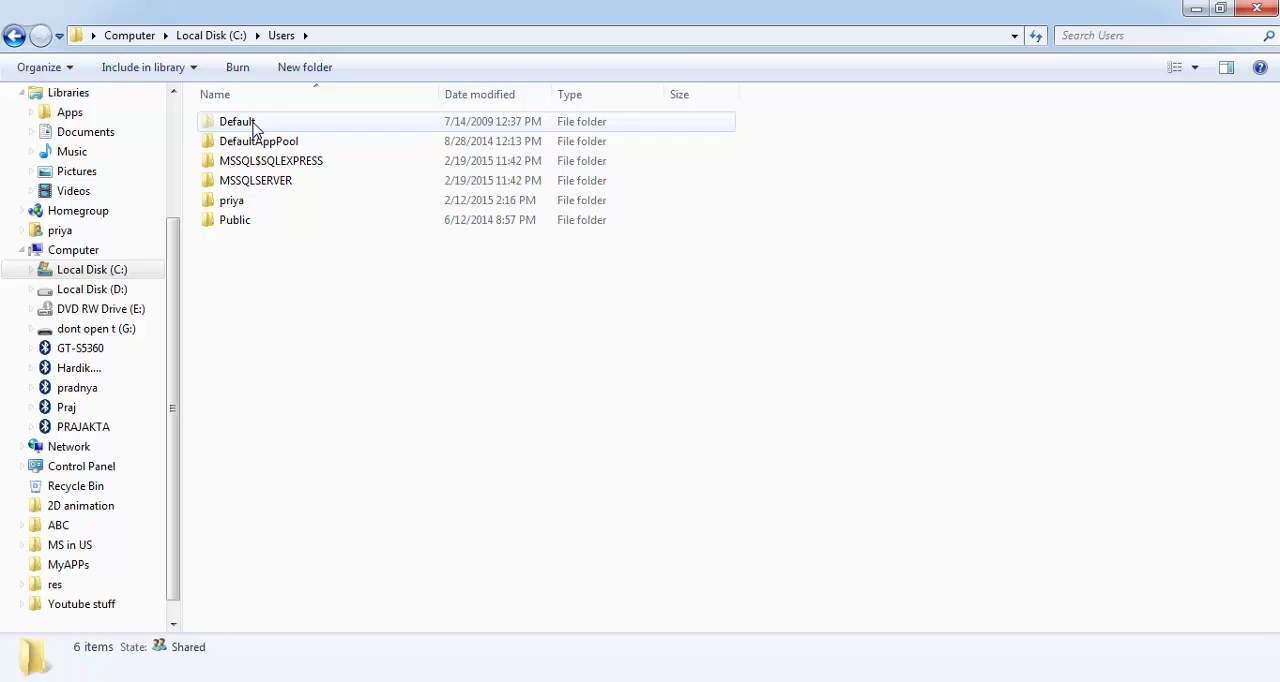 Computer Local Disk (C:) Users Search Users
Organize Include in library Burn New folder
Name Date modified Type Size
Libraries
Apps
Documents
Music
Pictures
Videos
Homegroup
priya
Computer
Local Disk (C:)
Local Disk (D:)
DVD RW Drive (E:)
dont open t (G:)
GT-S5360
Hardik....
pradnya
Praj
PRAJAKTA
Network
Control Panel
Recycle Bin
2D animation
ABC
MS in US
MyAPPs
res
Youtube stuff
Default 7/14/2009 12:37 PM File folder
DefaultAppPool 8/28/2014 12:13 PM File folder
MSSQL$SQLEXPRESS 2/19/2015 11:42 PM File folder
MSSQLSERVER 2/19/2015 11:42 PM File folder
priya 2/12/2015 2:16 PM File folder
Public 6/12/2014 8:57 PM File folder
6 items State: Shared